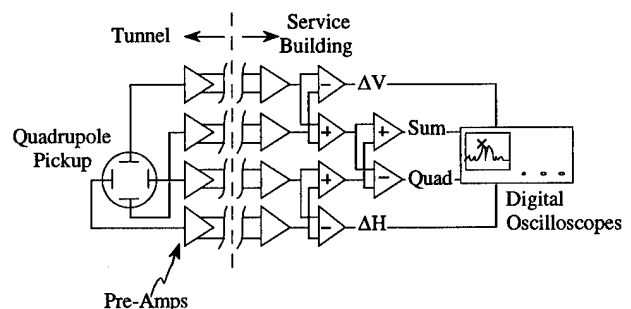 Tunnel
Service
Building
ΔV
Quadrupole
Pickup
Sum
Quad
Digital
Oscilloscopes
ΔH
Pre-Amps
−
+
+
−
+
+
−
−